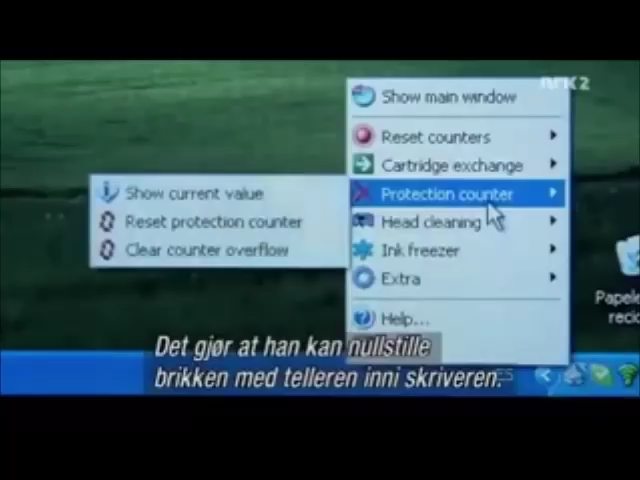 nrk2
Show main window
Reset counters
Cartridge exchange
Show current value
Protection counter
Reset protection counter
Head cleaning
Clear counter overflow
Ink freezer
Extra
Papele
recic
Help...
Det gjør at han kan nullstille
brikken med telleren inni skriveren.
ES